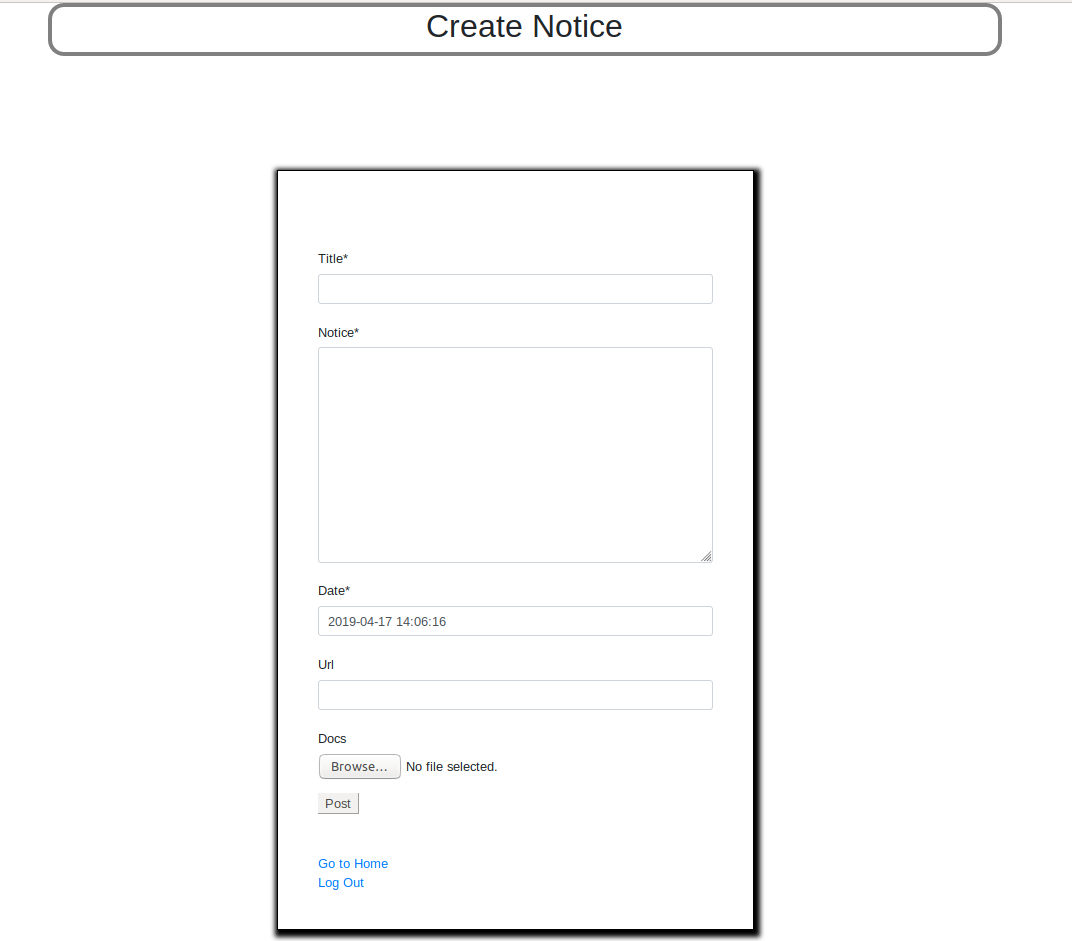 Create Notice
Title*
Notice*
Date*
2019-04-17 14:06:16
Url
Docs
Browse... No file selected.
Post
Go to Home
Log Out